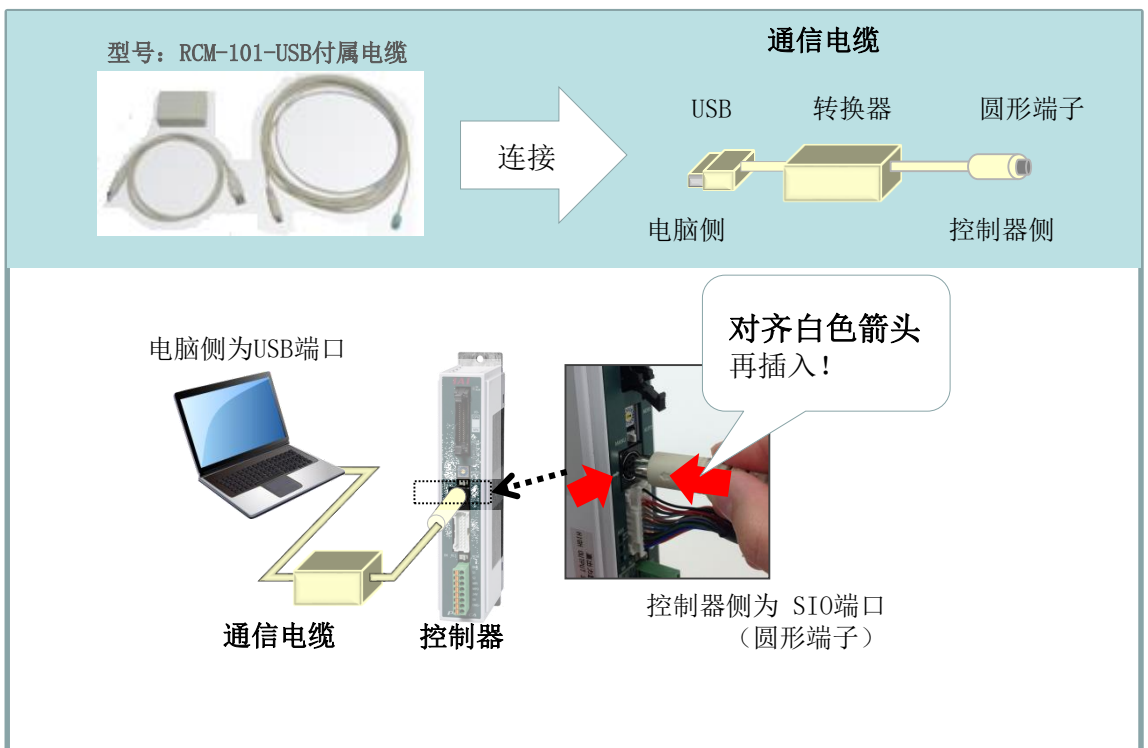 型号: RCM-101-USB付属电缆
通信电缆
USB
转换器
圆形端子
连接
电脑侧
控制器侧
对齐白色箭头
再插入!
电脑侧为USB端口
控制器侧为 SIO端口
(圆形端子)
通信电缆
控制器